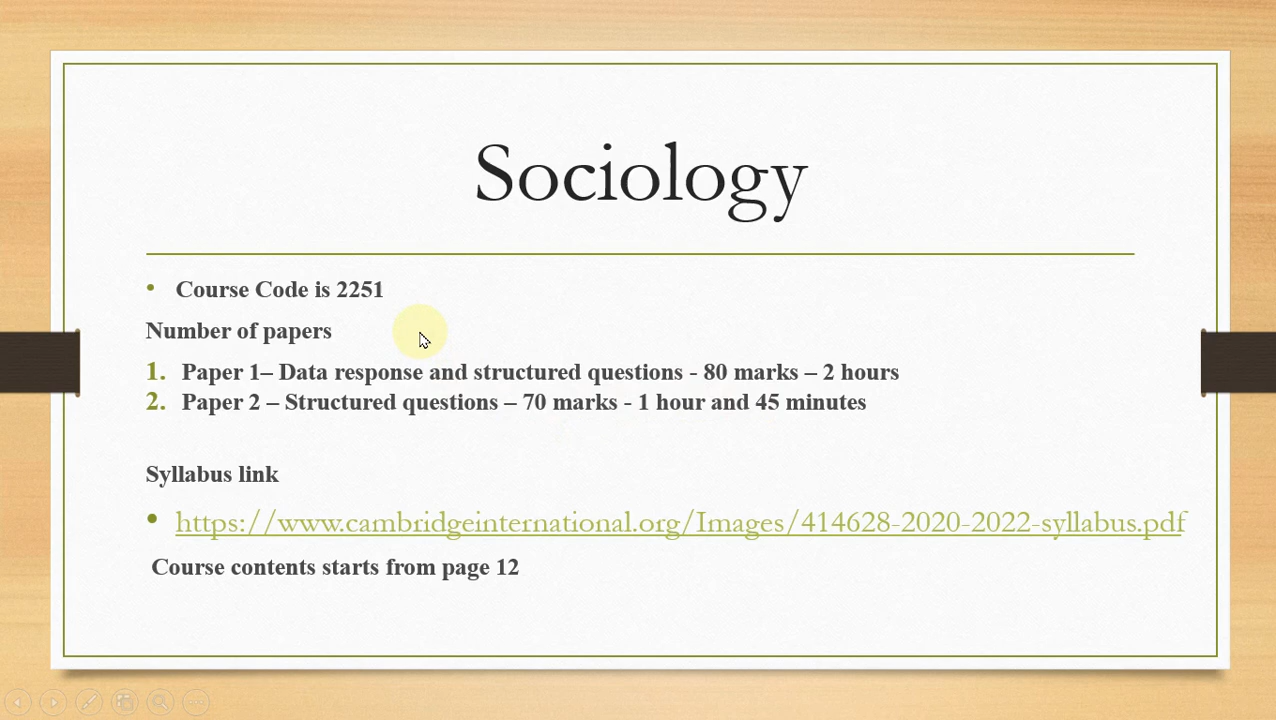 Sociology
• Course Code is 2251
Number of papers
1. Paper 1– Data response and structured questions - 80 marks – 2 hours
2. Paper 2 – Structured questions – 70 marks - 1 hour and 45 minutes
Syllabus link
• https://www.cambridgeinternational.org/Images/414628-2020-2022-syllabus.pdf
Course contents starts from page 12